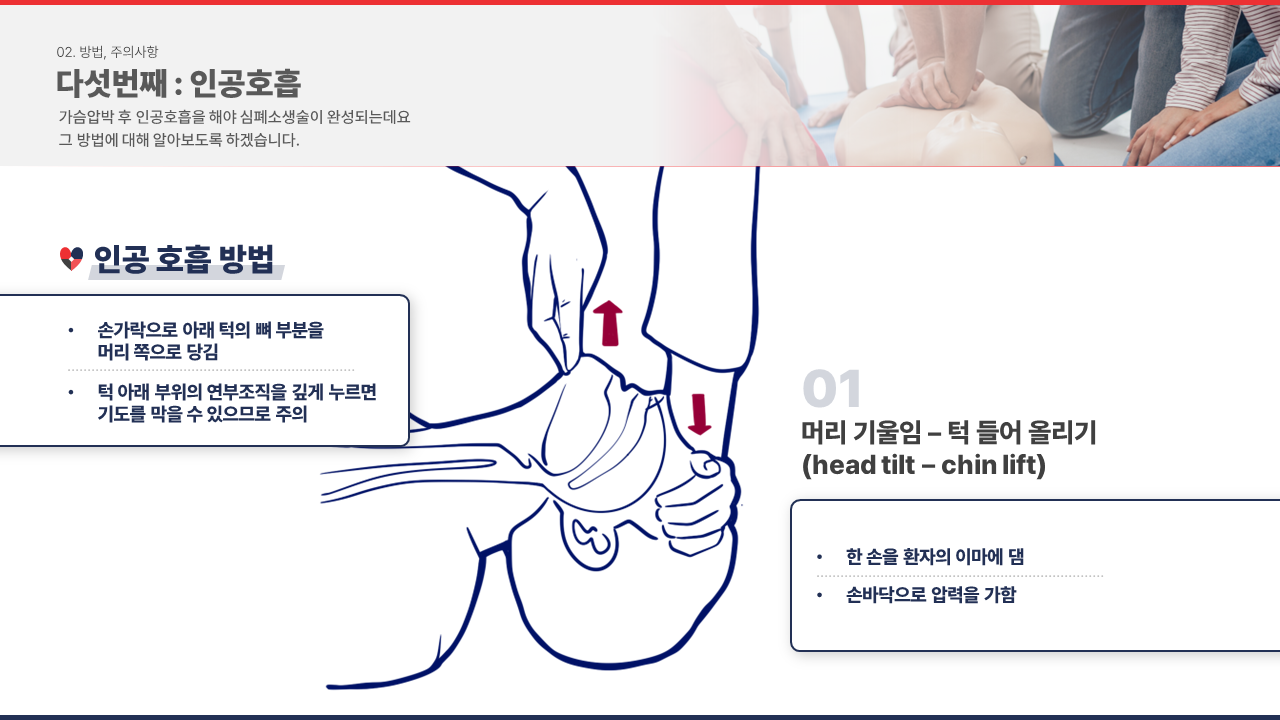 02. 방법, 주의사항
다섯번째 : 인공호흡
가슴압박 후 인공호흡을 해야 심폐소생술이 완성되는데요
그 방법에 대해 알아보도록 하겠습니다.
인공 호흡 방법
• 손가락으로 아래 턱의 뼈 부분을
머리 쪽으로 당김
• 턱 아래 부위의 연부조직을 깊게 누르면
기도를 막을 수 있으므로 주의
01
머리 기울임 – 턱 들어 올리기
(head tilt – chin lift)
• 한 손을 환자의 이마에 댐
• 손바닥으로 압력을 가함